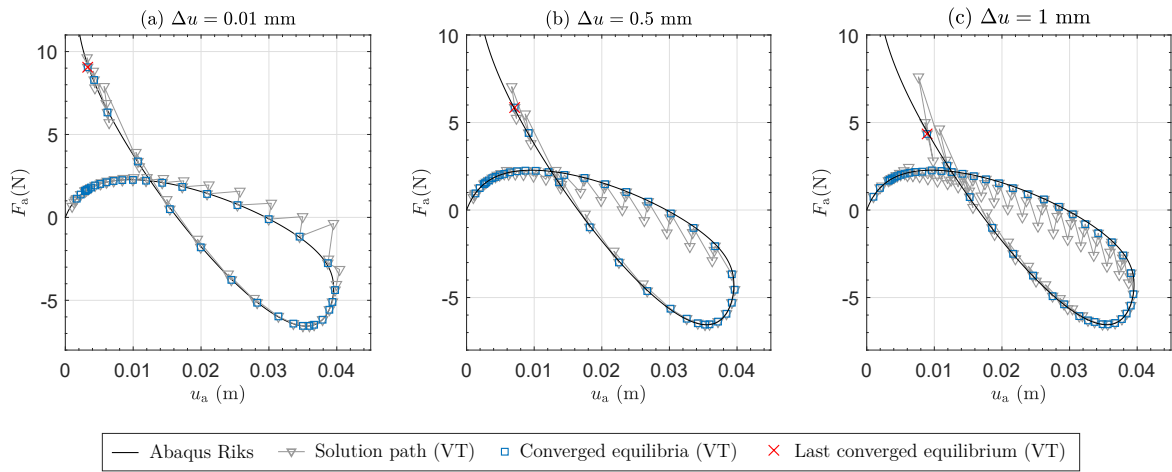 (a) Δu = 0.01 mm
(b) Δu = 0.5 mm
(c) Δu = 1 mm
10
5
0
-5
F_a(N)
0
0.01
0.02
0.03
0.04
u_a (m)
10
5
0
-5
F_a(N)
0
0.01
0.02
0.03
0.04
u_a (m)
10
5
0
-5
F_a(N)
0
0.01
0.02
0.03
0.04
u_a (m)
Abaqus Riks
Solution path (VT)
Converged equilibria (VT)
Last converged equilibrium (VT)